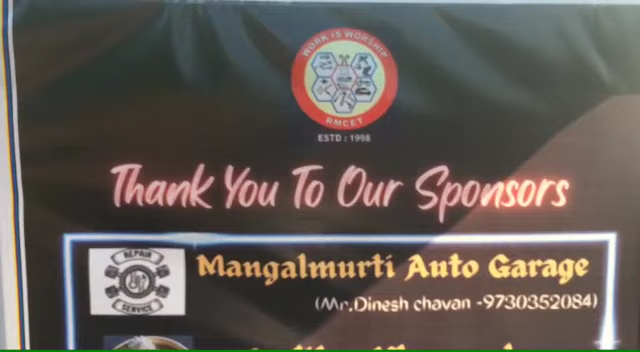 WORK IS WORSHIP
RMCET
ESTD : 1998
Thank You To Our Sponsors
REPAIR
SERVICE
Mangalmurti Auto Garage
(Mr.Dinesh chavan -9730352084)